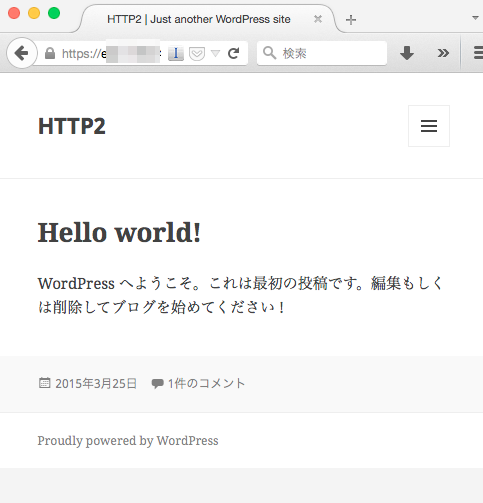 HTTP2 | Just another WordPress site
https://
検索
HTTP2
Hello world!
WordPress へようこそ。これは最初の投稿です。編集もしく
は削除してブログを始めてください !
2015年3月25日 1件のコメント
Proudly powered by WordPress